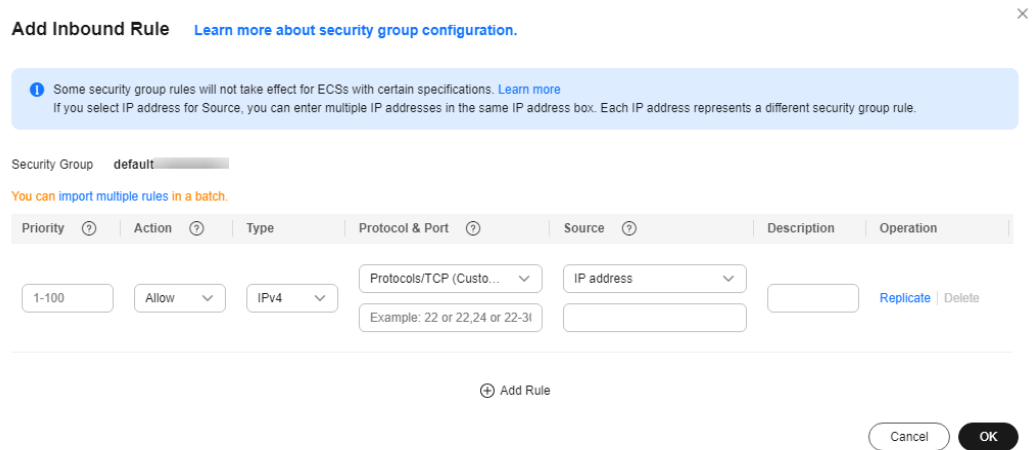 Add Inbound Rule Learn more about security group configuration.
Some security group rules will not take effect for ECSs with certain specifications. Learn more
If you select IP address for Source, you can enter multiple IP addresses in the same IP address box. Each IP address represents a different security group rule.
Security Group default
You can import multiple rules in a batch.
Priority Action Type Protocol & Port Source Description Operation
Protocols/TCP (Custo... IP address
1-100 Allow IPv4 Replicate Delete
Example: 22 or 22,24 or 22-30
Add Rule
Cancel OK